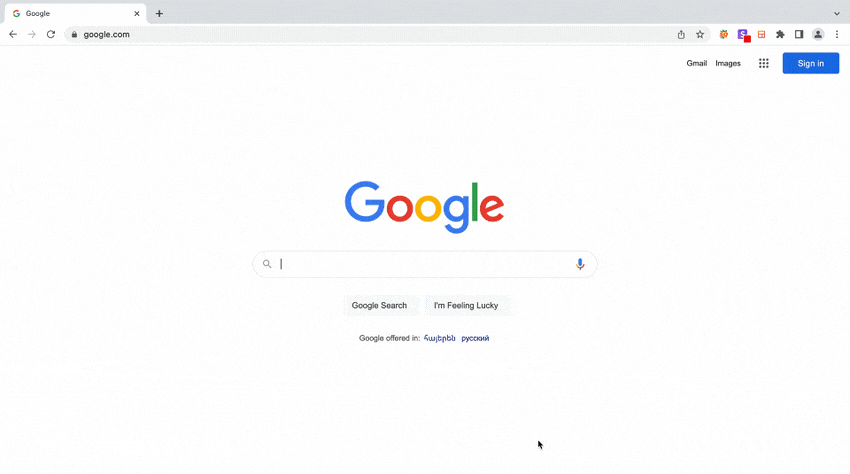 Google
google.com
Gmail Images Sign in
Google
Google Search I'm Feeling Lucky
Google offered in: հայերեն русский